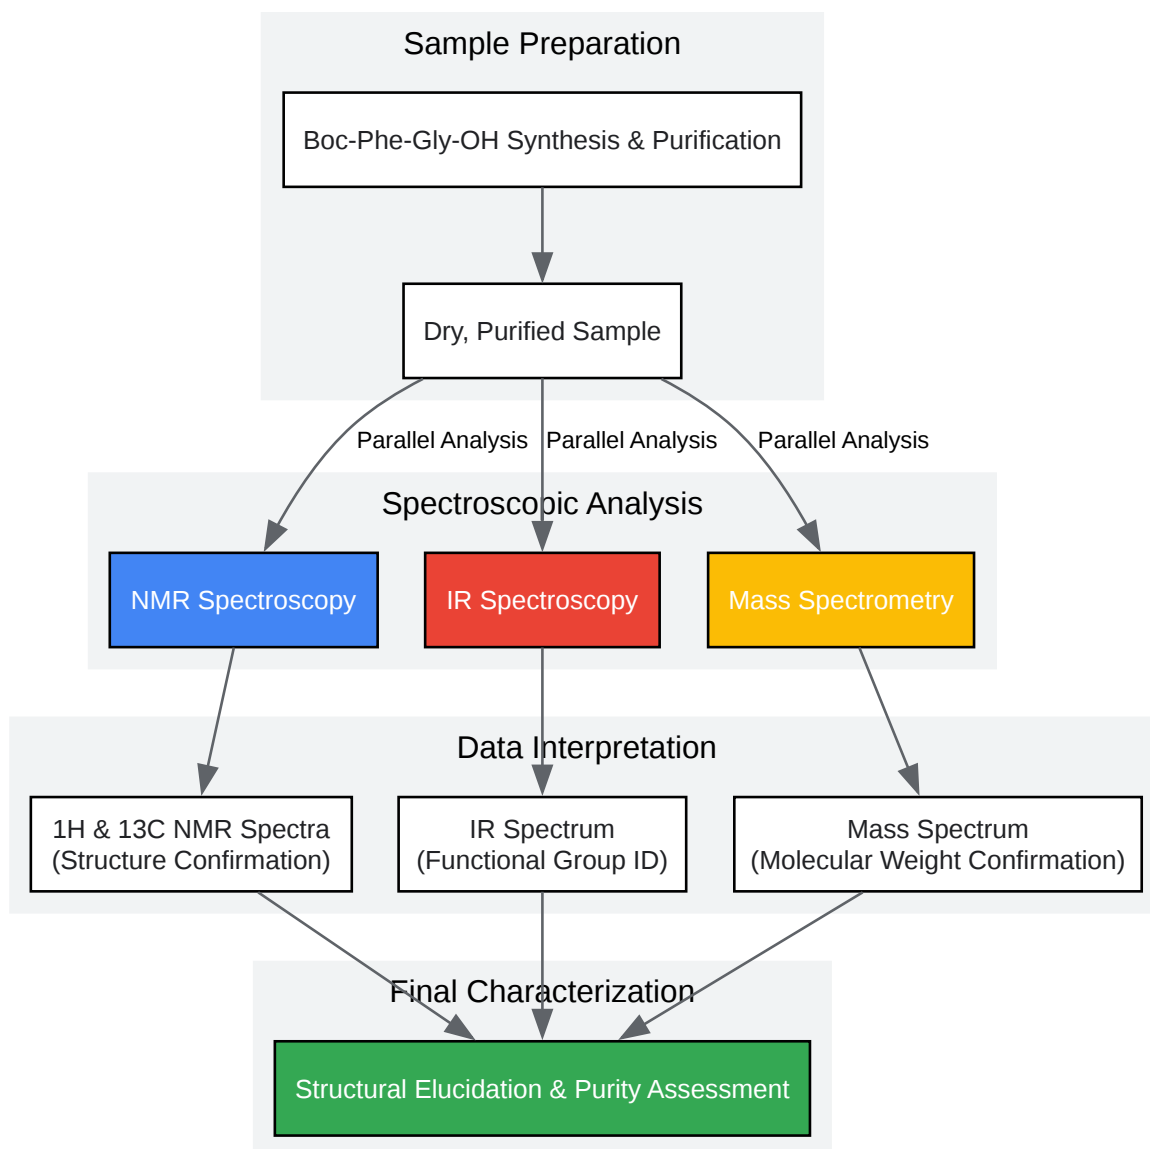 Sample Preparation
Boc-Phe-Gly-OH Synthesis & Purification
Dry, Purified Sample
Parallel Analysis
Parallel Analysis
Parallel Analysis
Spectroscopic Analysis
NMR Spectroscopy
IR Spectroscopy
Mass Spectrometry
Data Interpretation
1H & 13C NMR Spectra
(Structure Confirmation)
IR Spectrum
(Functional Group ID)
Mass Spectrum
(Molecular Weight Confirmation)
Final Characterization
Structural Elucidation & Purity Assessment